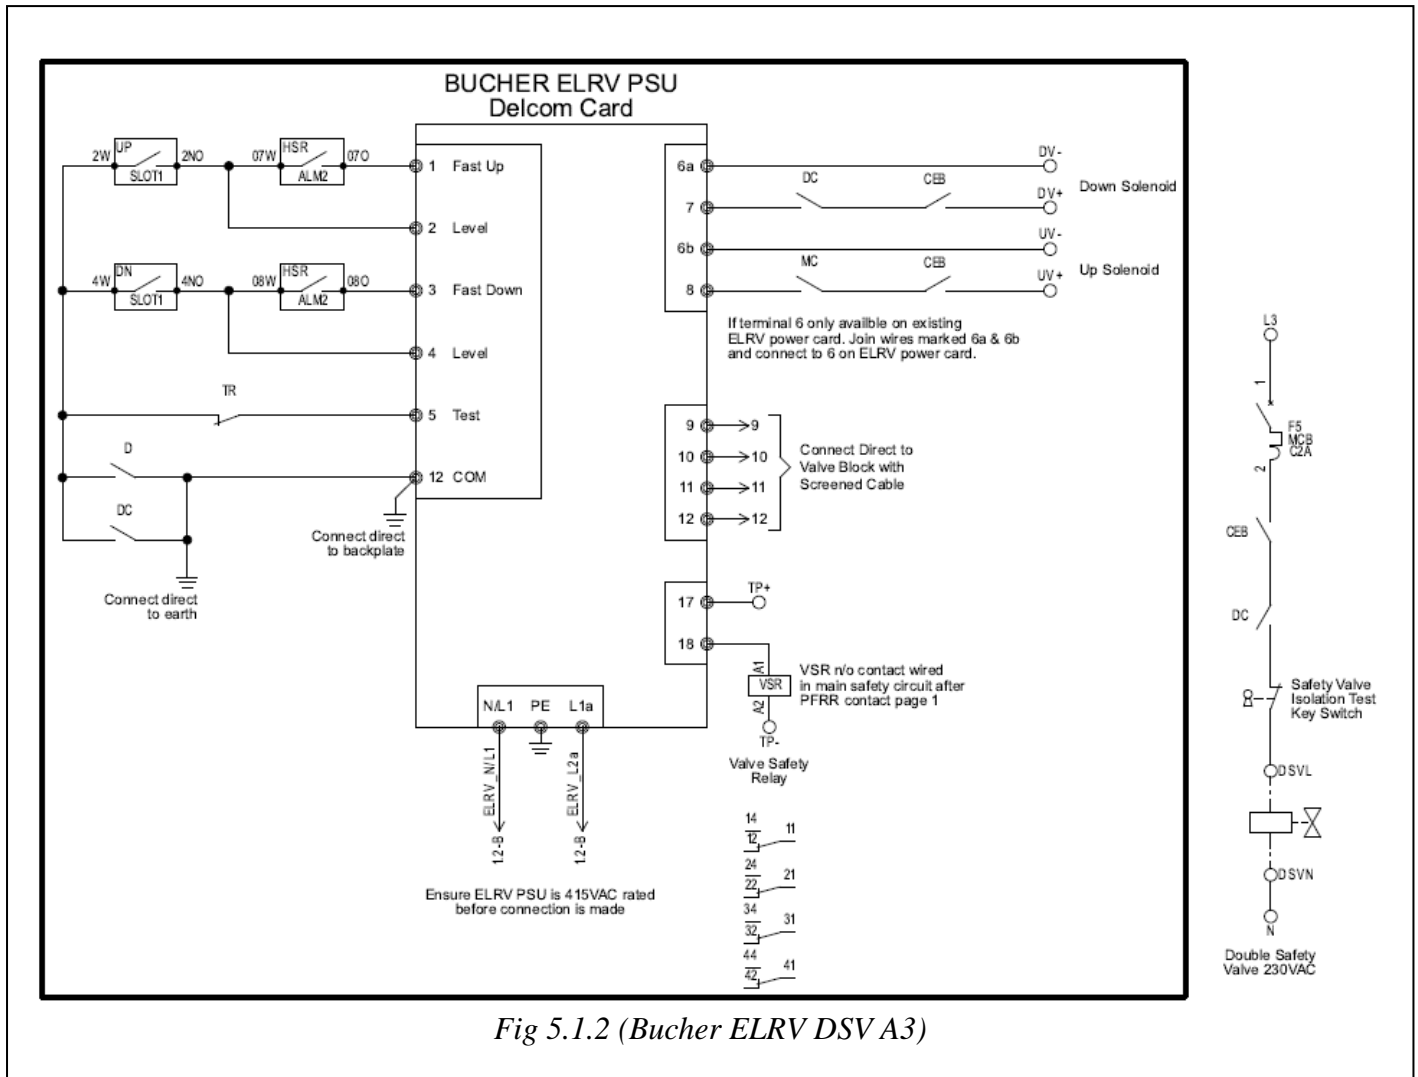 BUCHER ELRV PSU
Delcom Card
2W
UP
SLOT1
2NO
07W
HSR
ALM2
07O
1 Fast Up
2 Level
4W
DN
SLOT1
4NO
08W
HSR
ALM2
08O
3 Fast Down
4 Level
TR
5 Test
D
12 COM
DC
Connect direct
to backplate
Connect direct
to earth
6a
DV-
DC
CEB
7
DV+
Down Solenoid
6b
UV-
MC
CEB
8
UV+
Up Solenoid
If terminal 6 only availble on existing
ELRV power card. Join wires marked 6a & 6b
and connect to 6 on ELRV power card.
9
9
10
10
11
11
12
12
Connect Direct to
Valve Block with
Screened Cable
17
TP+
18
A1
VSR
A2
TP-
Valve Safety
Relay
VSR n/o contact wired
in main safety circuit after
PFRR contact page 1
N/L1 PE L1a
ELRV_N/L1
ELRV_L2a
12-B
12-B
Ensure ELRV PSU is 415VAC rated
before connection is made
14
12
11
24
22
21
34
32
31
44
42
41
L3
1
F5
MCB
C2A
2
CEB
DC
Safety Valve
Isolation Test
Key Switch
DSVL
DSVN
N
Double Safety
Valve 230VAC
Fig 5.1.2 (Bucher ELRV DSV A3)